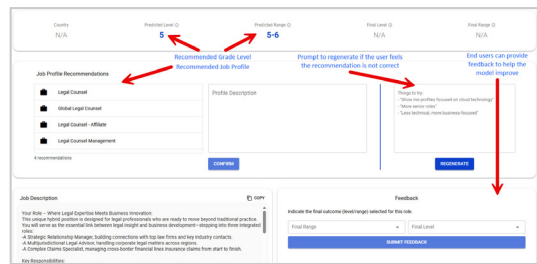 Country
Predicted Level
Predicted Range
Final Level
Final Range
N/A
5
5-6
N/A
N/A
Recommended Grade Level
Recommended Job Profile
Prompt to regenerate if the user feels
the recommendation is not correct
End users can provide
feedback to help the
model improve
Job Profile Recommendations
Legal Counsel
Global Legal Counsel
Legal Counsel - Affiliate
Legal Counsel Management
4 recommendations
Profile Description
CONFIRM
Things to try:
- "Show me profiles focused on cloud technology"
- "More senior roles"
- "Less technical, more business-focused"
REGENERATE
Job Description
COPY
Your Role – Where Legal Expertise Meets Business Innovation
This unique hybrid position is designed for legal professionals who are ready to move beyond traditional practice.
You will serve as the essential link between legal insight and business development—stepping into three integrated
roles:
-A Strategic Relationship Manager, building connections with top law firms and key industry contacts.
-A Multijurisdictional Legal Advisor, handling corporate legal matters across regions.
-A Complex Claims Specialist, managing cross-border financial lines insurance claims from start to finish.
Key Responsibilities:
Feedback
Indicate the final outcome (level/range) selected for this role.
Final Range
Final Level
SUBMIT FEEDBACK